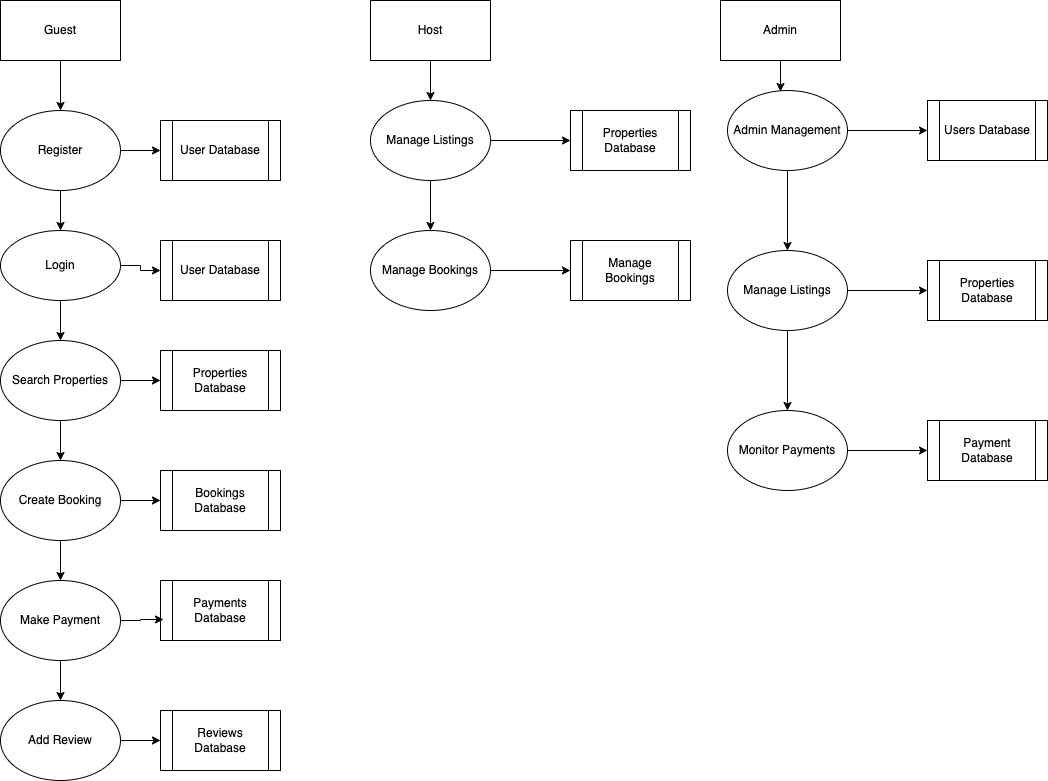 Guest
Register
User Database
Login
User Database
Search Properties
Properties
Database
Create Booking
Bookings
Database
Make Payment
Payments
Database
Add Review
Reviews
Database
Host
Manage Listings
Properties
Database
Manage Bookings
Manage
Bookings
Admin
Admin Management
Users Database
Manage Listings
Properties
Database
Monitor Payments
Payment
Database